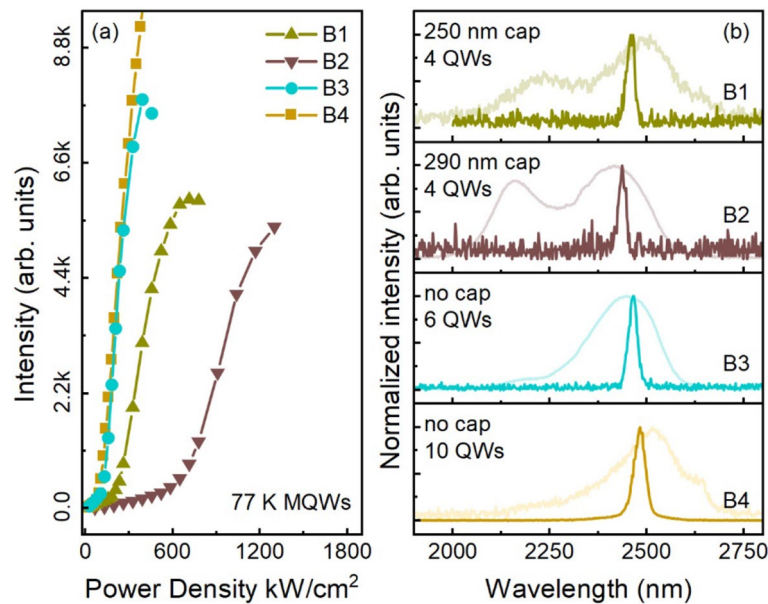 (a)
B1
B2
B3
B4
8.8k
6.6k
4.4k
2.2k
0.0
Intensity (arb. units)
77 K MQWs
0
600
1200
1800
Power Density kW/cm²
(b)
250 nm cap
4 QWs
B1
290 nm cap
4 QWs
B2
no cap
6 QWs
B3
no cap
10 QWs
B4
Normalized intensity (arb. units)
2000
2250
2500
2750
Wavelength (nm)